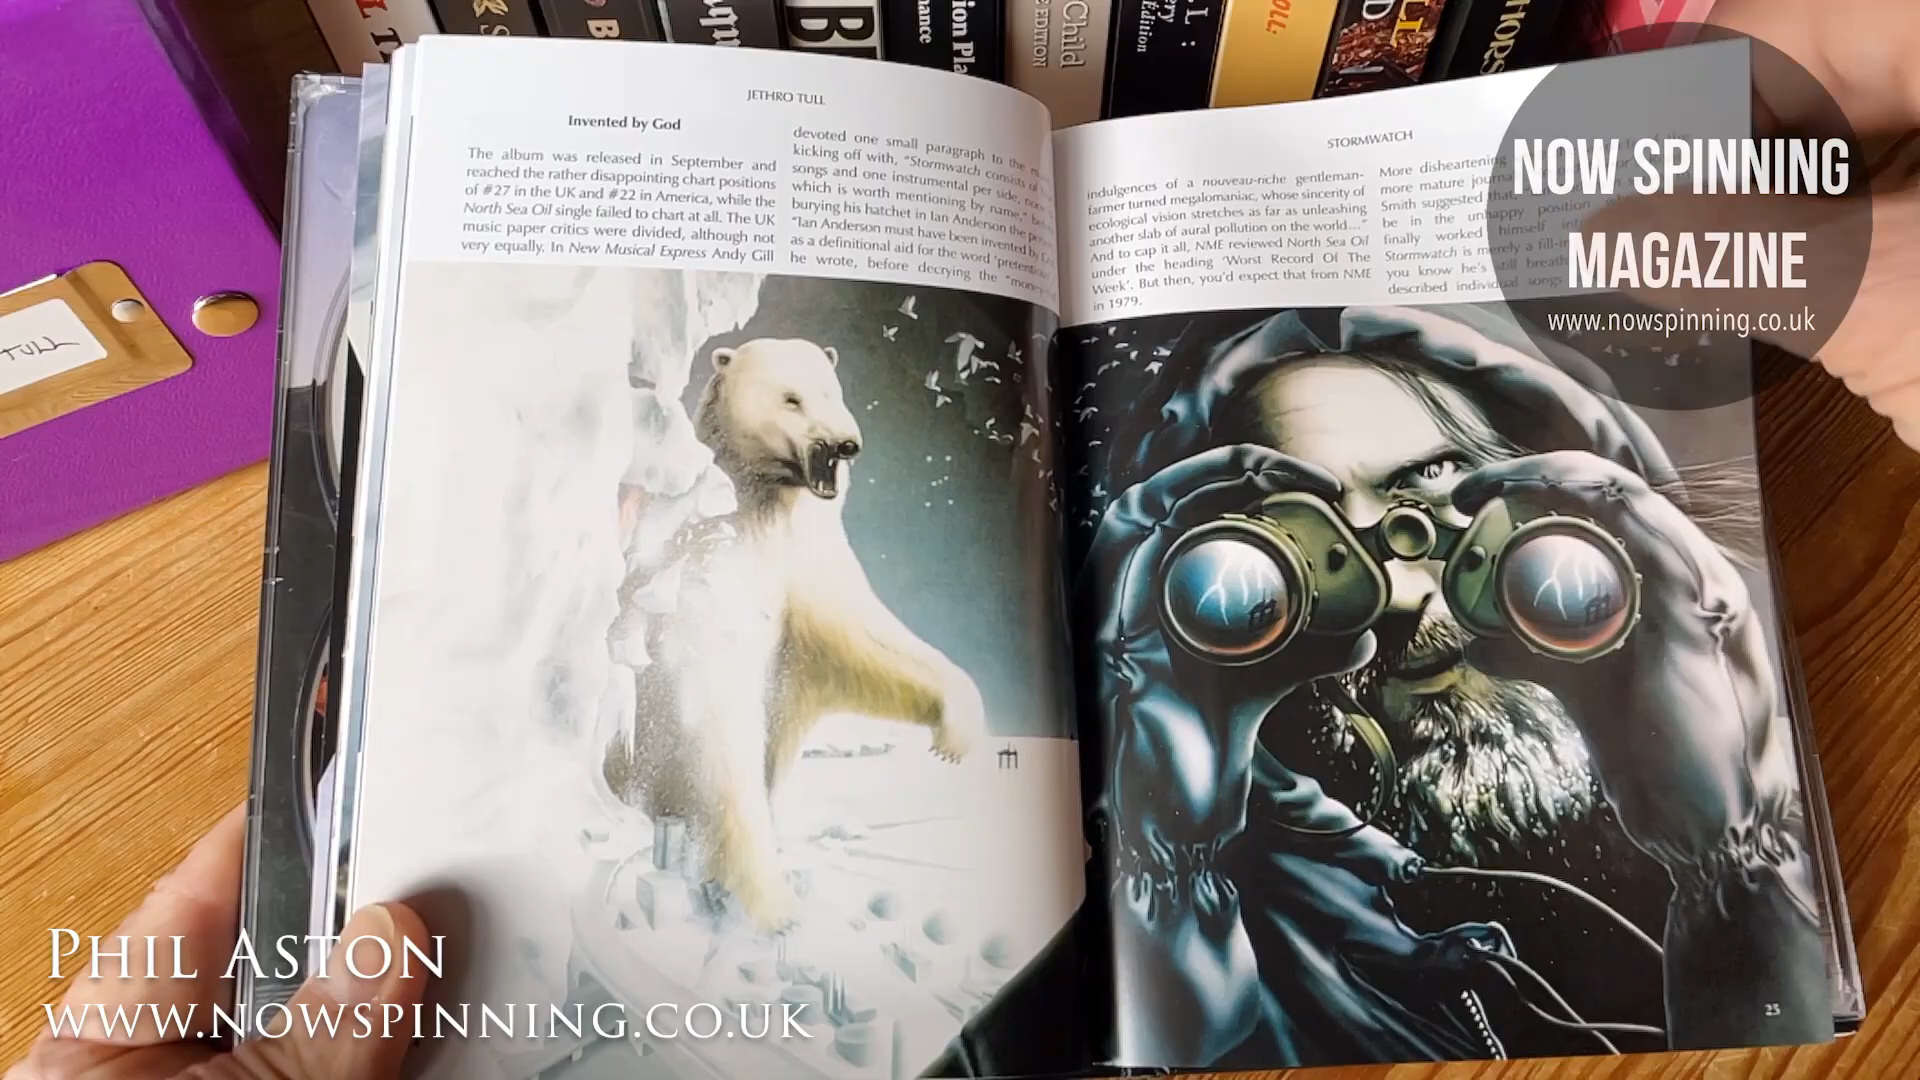 JETHRO TULL
Invented by God
The album was released in September and
reached the rather disappointing chart positions
of #27 in the UK and #22 in America, while the
North Sea Oil single failed to chart at all. The UK
music paper critics were divided, although not
very equally. In New Musical Express Andy Gill
devoted one small paragraph to the
kicking off with, "Stormwatch consists of
songs and one instrumental per side,
which is worth mentioning by name,"
burying his hatchet in Ian Anderson the
"Ian Anderson must have been invented by
as a definitional aid for the word 'pretentious'
he wrote, before decrying the
STORMWATCH
indulgences of a nouveau-riche gentleman-
farmer turned megalomaniac, whose sincerity of
ecological vision stretches as far as unleashing
another slab of aural pollution on the world..."
And to cap it all, NME reviewed North Sea Oil
under the heading 'Worst Record Of The
Week'. But then, you'd expect that from NME
in 1979.
More disheartening
more mature
Smith suggested that
be in the unhappy position
finally worked himself
Stormwatch is merely a
you know he's still
described individual songs
23
TULL
Child
EDITION
Édition
NOW SPINNING
MAGAZINE
www.nowspinning.co.uk
PHIL ASTON
WWW.NOWSPINNING.CO.UK